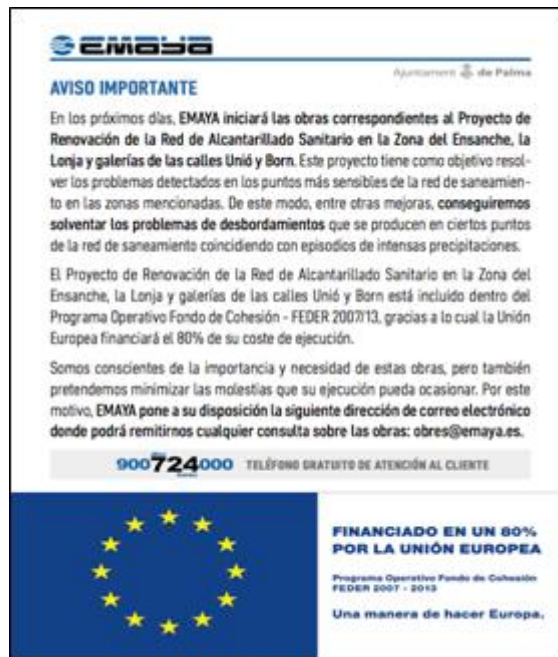 EMAYA
Ajuntament de Palma
AVISO IMPORTANTE
En los próximos días, EMAYA iniciará las obras correspondientes al Proyecto de
Renovación de la Red de Alcantarillado Sanitario en la Zona del Ensanche, la
Lonja y galerías de las calles Unió y Born. Este proyecto tiene como objetivo resol-
ver los problemas detectados en los puntos más sensibles de la red de saneamien-
to en las zonas mencionadas. De este modo, entre otras mejoras, conseguiremos
solventar los problemas de desbordamientos que se producen en ciertos puntos
de la red de saneamiento coincidiendo con episodios de intensas precipitaciones.
El Proyecto de Renovación de la Red de Alcantarillado Sanitario en la Zona del
Ensanche, la Lonja y galerías de las calles Unió y Born está incluido dentro del
Programa Operativo Fondo de Cohesión - FEDER 2007/13, gracias a lo cual la Unión
Europea financiará el 80% de su coste de ejecución.
Somos conscientes de la importancia y necesidad de estas obras, pero también
pretendemos minimizar las molestias que su ejecución pueda ocasionar. Por este
motivo, EMAYA pone a su disposición la siguiente dirección de correo electrónico
donde podrá remitirnos cualquier consulta sobre las obras: obres@emaya.es.
900724000 TELÉFONO GRATUITO DE ATENCIÓN AL CLIENTE
FINANCIADO EN UN 80%
POR LA UNIÓN EUROPEA
Programa Operativo Fondo de Cohesión
FEDER 2007 - 2013
Una manera de hacer Europa.